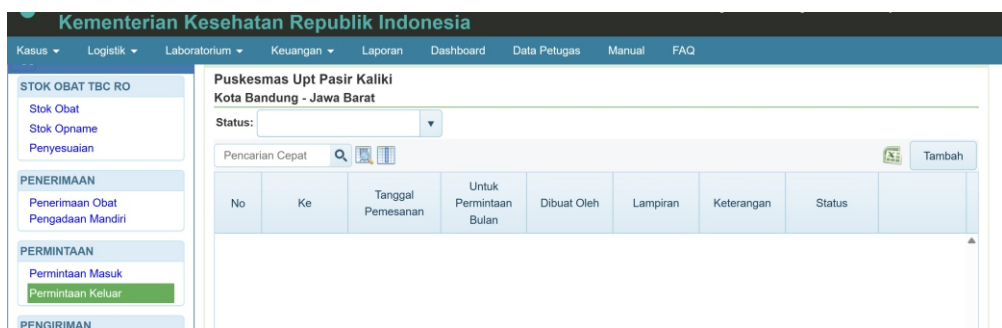 Kementerian Kesehatan Republik Indonesia
Kasus Logistik Laboratorium Keuangan Laporan Dashboard Data Petugas Manual FAQ
STOK OBAT TBC RO
Stok Obat
Stok Opname
Penyesuaian
PENERIMAAN
Penerimaan Obat
Pengadaan Mandiri
PERMINTAAN
Permintaan Masuk
Permintaan Keluar
PENGIRIMAN
Puskesmas Upt Pasir Kaliki
Kota Bandung - Jawa Barat
Status:
Pencarian Cepat
Tambah
No
Ke
Tanggal
Pemesanan
Untuk
Permintaan
Bulan
Dibuat Oleh
Lampiran
Keterangan
Status